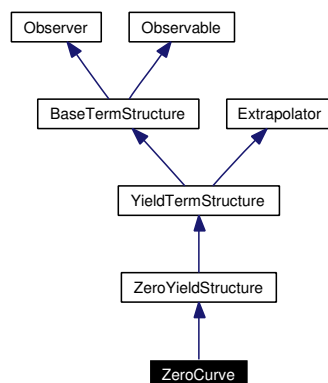 Observer Observable
BaseTermStructure Extrapolator
YieldTermStructure
ZeroYieldStructure
ZeroCurve